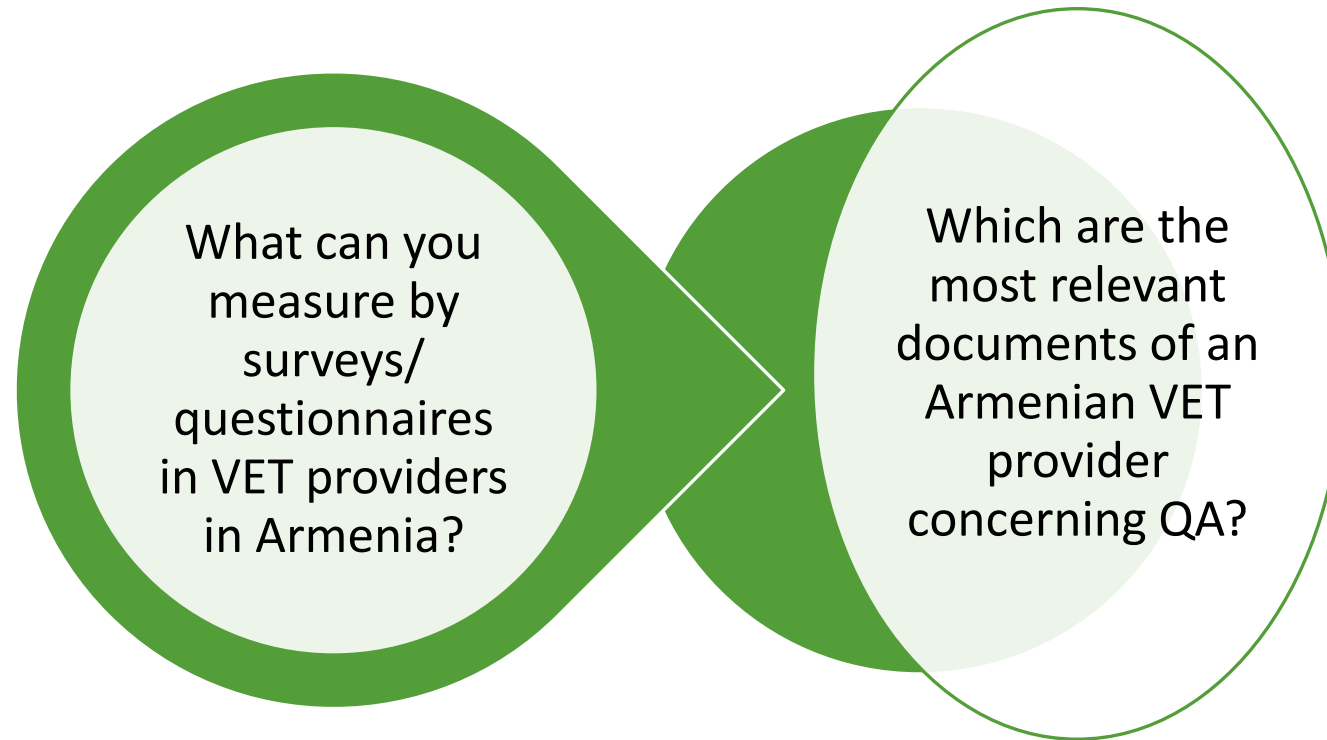 What can you
measure by
surveys/
questionnaires
in VET providers
in Armenia?
Which are the
most relevant
documents of an
Armenian VET
provider
concerning QA?